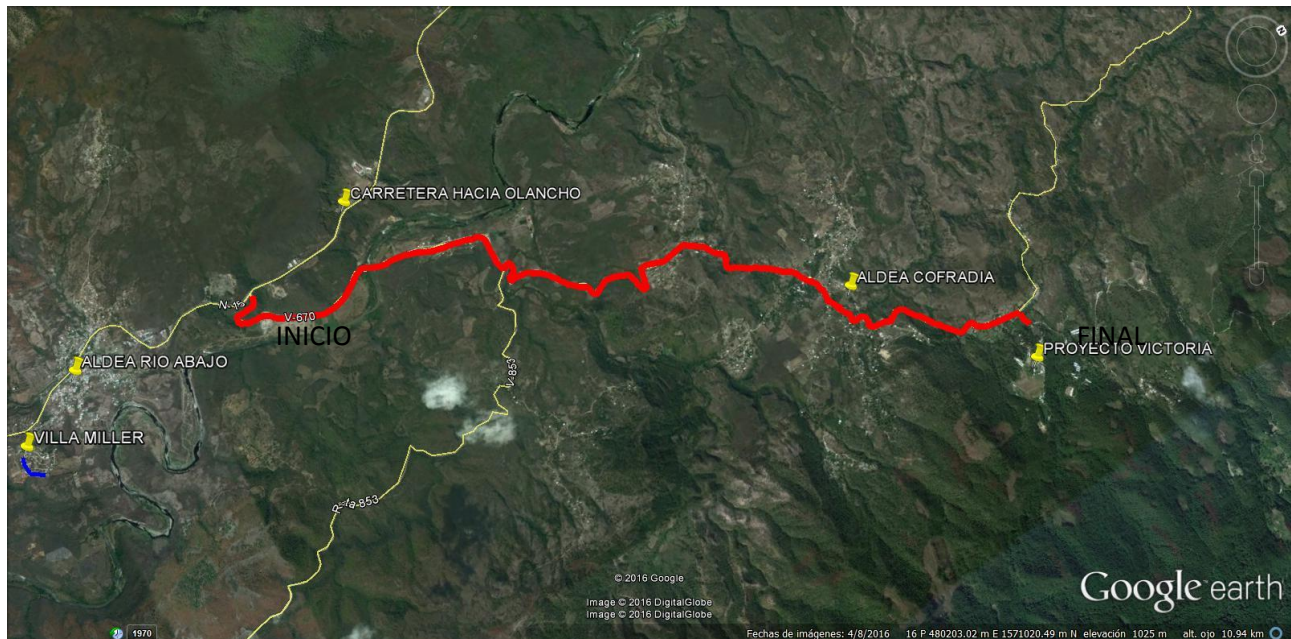 CARRETERA HACIA OLANCHO
V-670
INICIO
ALDEA COFRADIA
FINAL
PROYECTO VICTORIA
ALDEA RIO ABAJO
V-853
VILLA MILLER
© 2016 Google
Image © 2016 DigitalGlobe
Image © 2016 DigitalGlobe
Google earth
1970
Fechas de imágenes: 4/8/2016 16 P 480203.02 m E 1571020.49 m N elevación 1025 m alt. ojo 10.94 km
N